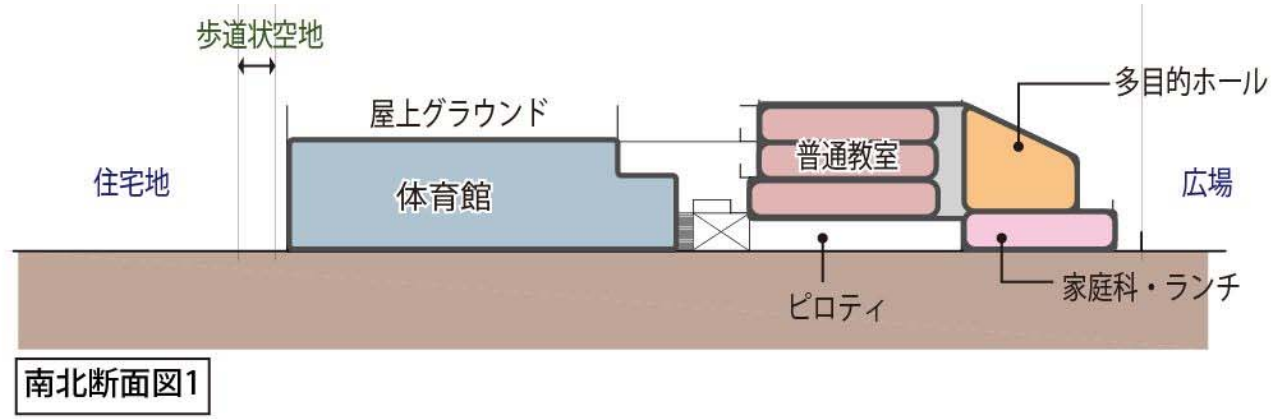 歩道状空地
多目的ホール
屋上グラウンド
普通教室
住宅地
体育館
広場
家庭科・ランチ
ピロティ
南北断面図1